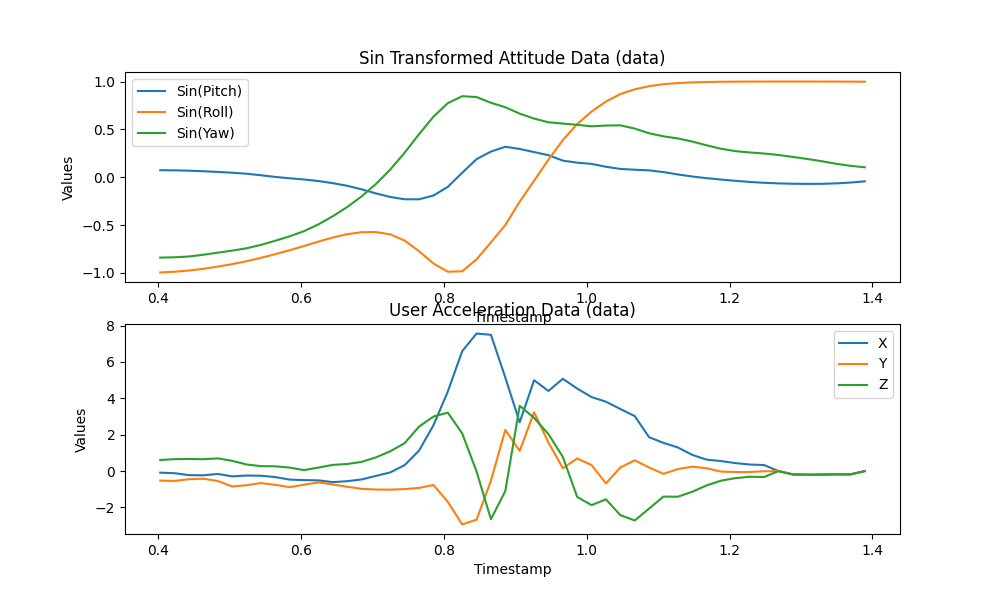 Sin Transformed Attitude Data (data)
Values
1.0
0.5
0.0
−0.5
−1.0
Sin(Pitch)
Sin(Roll)
Sin(Yaw)
0.4 0.6 0.8 1.0 1.2 1.4
Timestamp
User Acceleration Data (data)
Values
8
6
4
2
0
−2
X
Y
Z
0.4 0.6 0.8 1.0 1.2 1.4
Timestamp